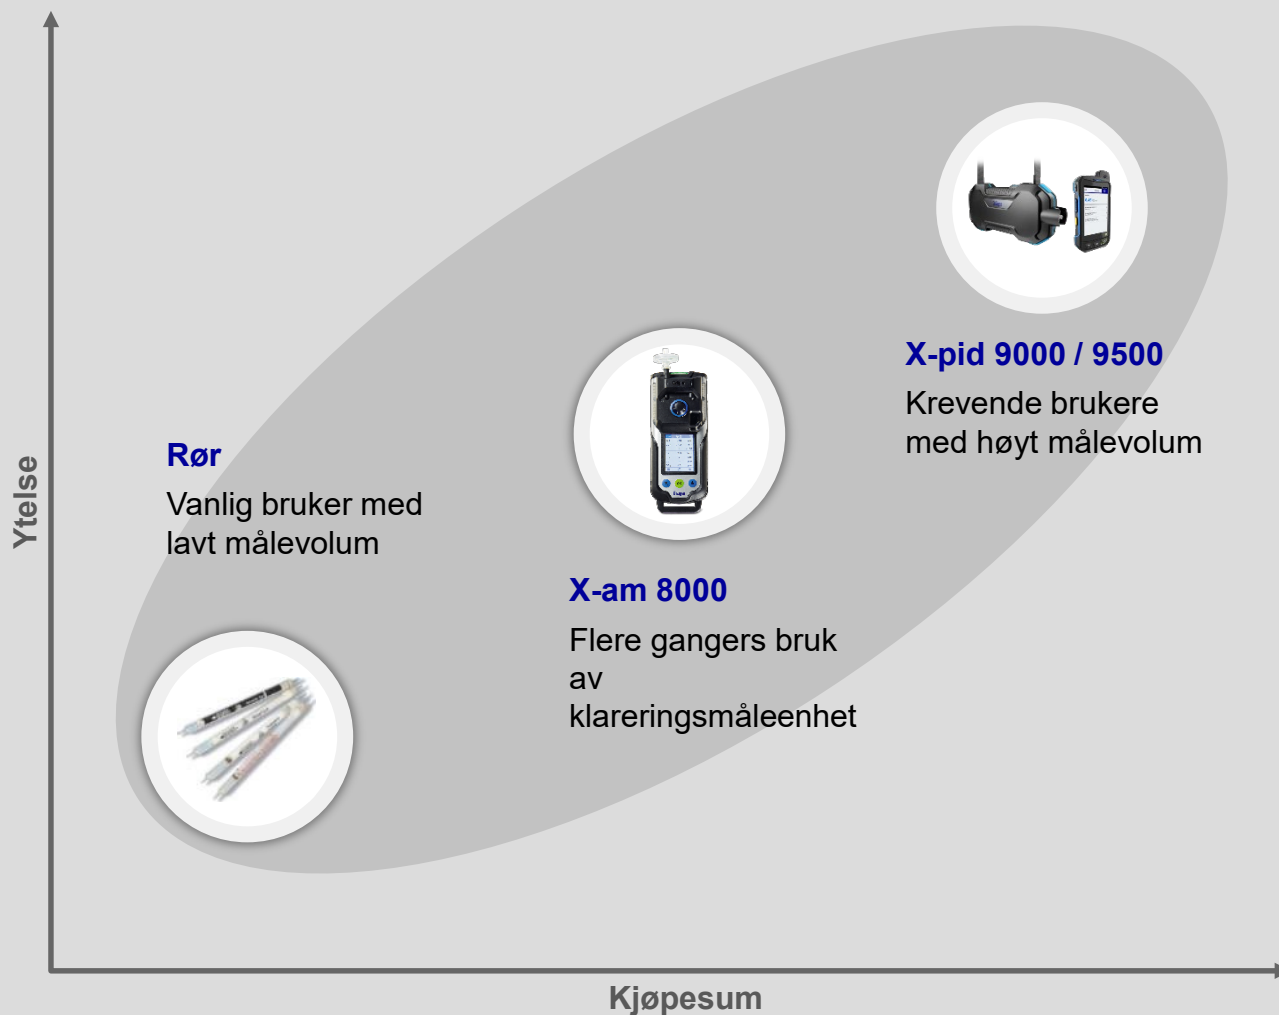 X-pid 9000 / 9500
Krevende brukere
med høyt målevolum
Rør
Vanlig bruker med
lavt målevolum
X-am 8000
Flere gangers bruk
av
klareringsmåleenhet
Ytelse
Kjøpesum